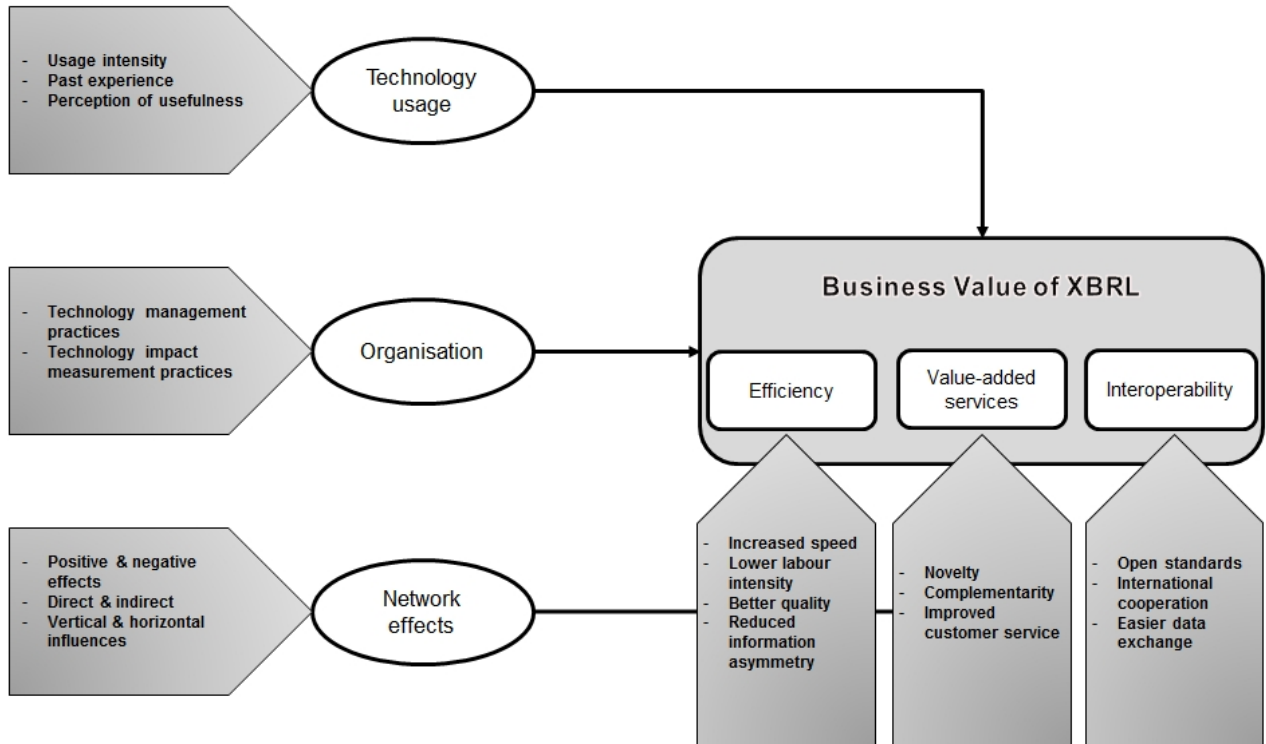 - Usage intensity
- Past experience
- Perception of usefulness
Technology
usage
Business Value of XBRL
- Technology management
practices
- Technology impact
measurement practices
Organisation
Efficiency
Value-added
services
Interoperability
- Positive & negative
effects
- Direct & indirect
- Vertical & horizontal
influences
Network
effects
- Increased speed
- Lower labour
intensity
- Better quality
- Reduced
information
asymmetry
- Novelty
- Complementarity
- Improved
customer service
- Open standards
- International
cooperation
- Easier data
exchange